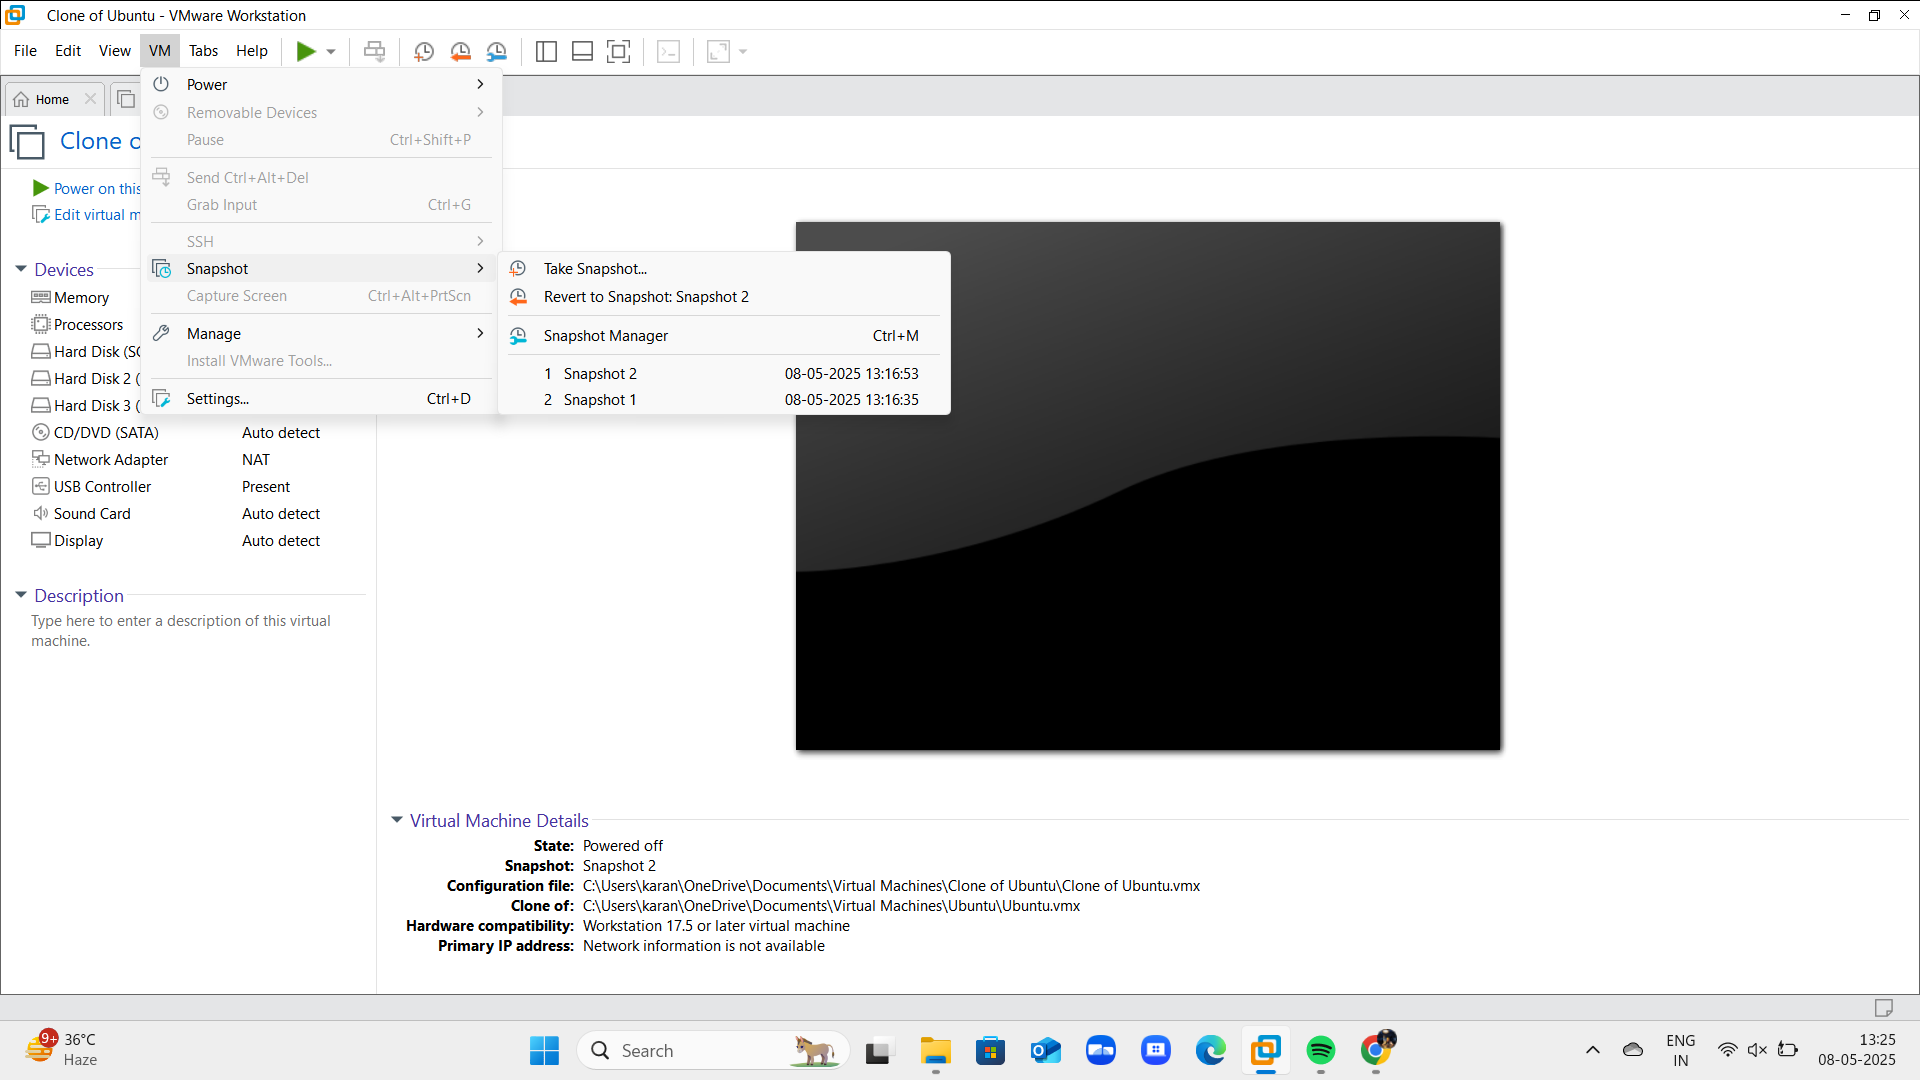 Clone of Ubuntu - VMware Workstation
File Edit View VM Tabs Help
Home
Clone o
Power on this
Edit virtual m
Devices
Memory
Processors
Hard Disk (SC
Hard Disk 2 (
Hard Disk 3 (
CD/DVD (SATA) Auto detect
Network Adapter NAT
USB Controller Present
Sound Card Auto detect
Display Auto detect
Description
Type here to enter a description of this virtual
machine.
Power
Removable Devices
Pause Ctrl+Shift+P
Send Ctrl+Alt+Del
Grab Input Ctrl+G
SSH
Snapshot
Capture Screen Ctrl+Alt+PrtScn
Manage
Install VMware Tools...
Settings... Ctrl+D
Take Snapshot...
Revert to Snapshot: Snapshot 2
Snapshot Manager Ctrl+M
1 Snapshot 2 08-05-2025 13:16:53
2 Snapshot 1 08-05-2025 13:16:35
Virtual Machine Details
State: Powered off
Snapshot: Snapshot 2
Configuration file: C:\Users\karan\OneDrive\Documents\Virtual Machines\Clone of Ubuntu\Clone of Ubuntu.vmx
Clone of: C:\Users\karan\OneDrive\Documents\Virtual Machines\Ubuntu\Ubuntu.vmx
Hardware compatibility: Workstation 17.5 or later virtual machine
Primary IP address: Network information is not available
9+
36°C
Haze
Search
ENG
IN
13:25
08-05-2025